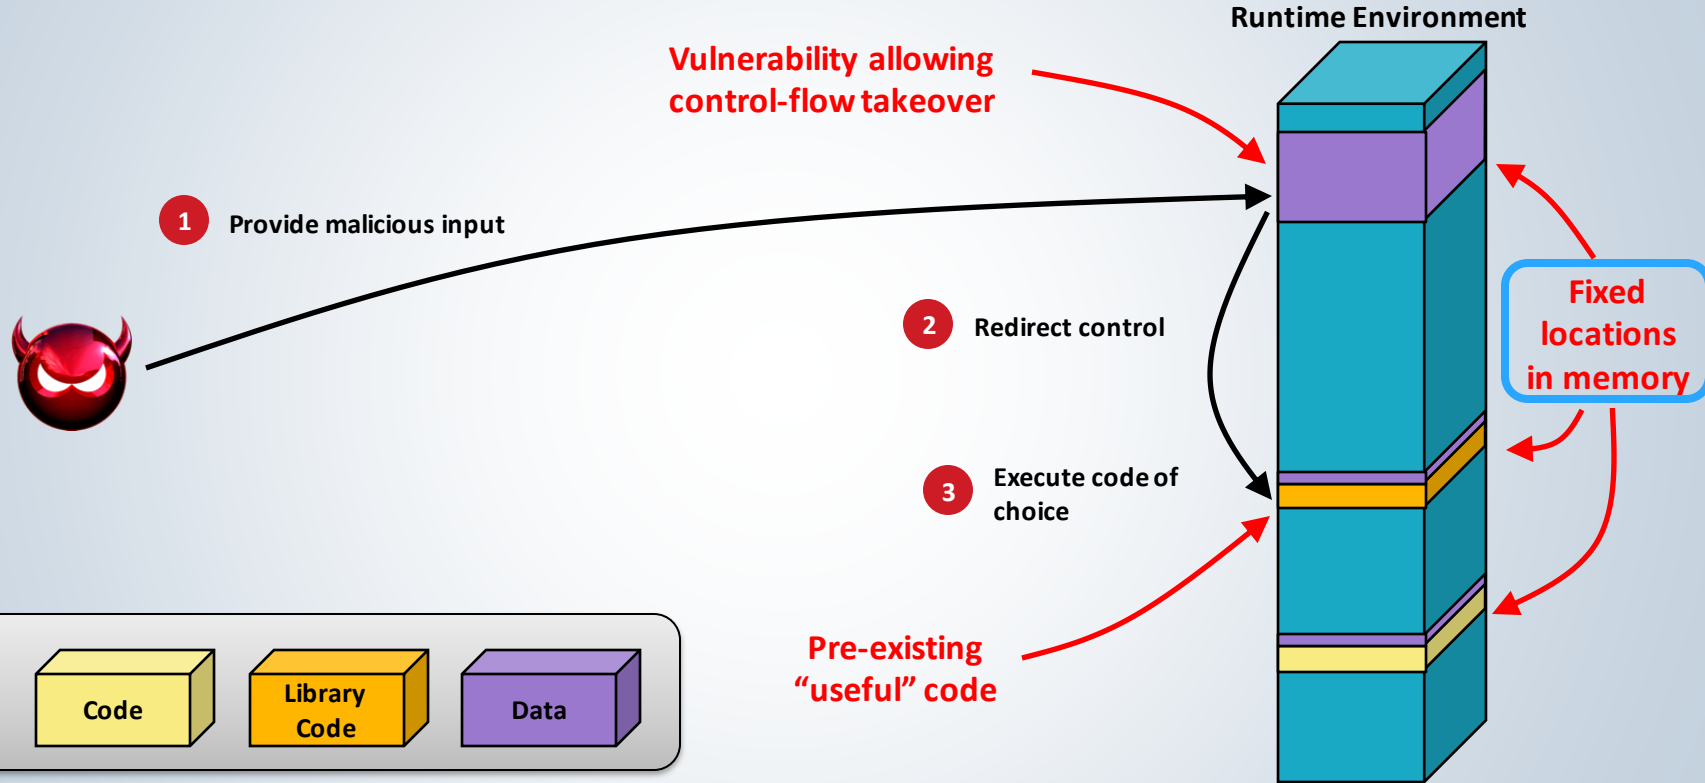 Runtime Environment
Vulnerability allowing
control-flow takeover
1
Provide malicious input
2
Redirect control
Fixed
locations
in memory
3
Execute code of
choice
Pre-existing
“useful” code
Code
Library
Code
Data